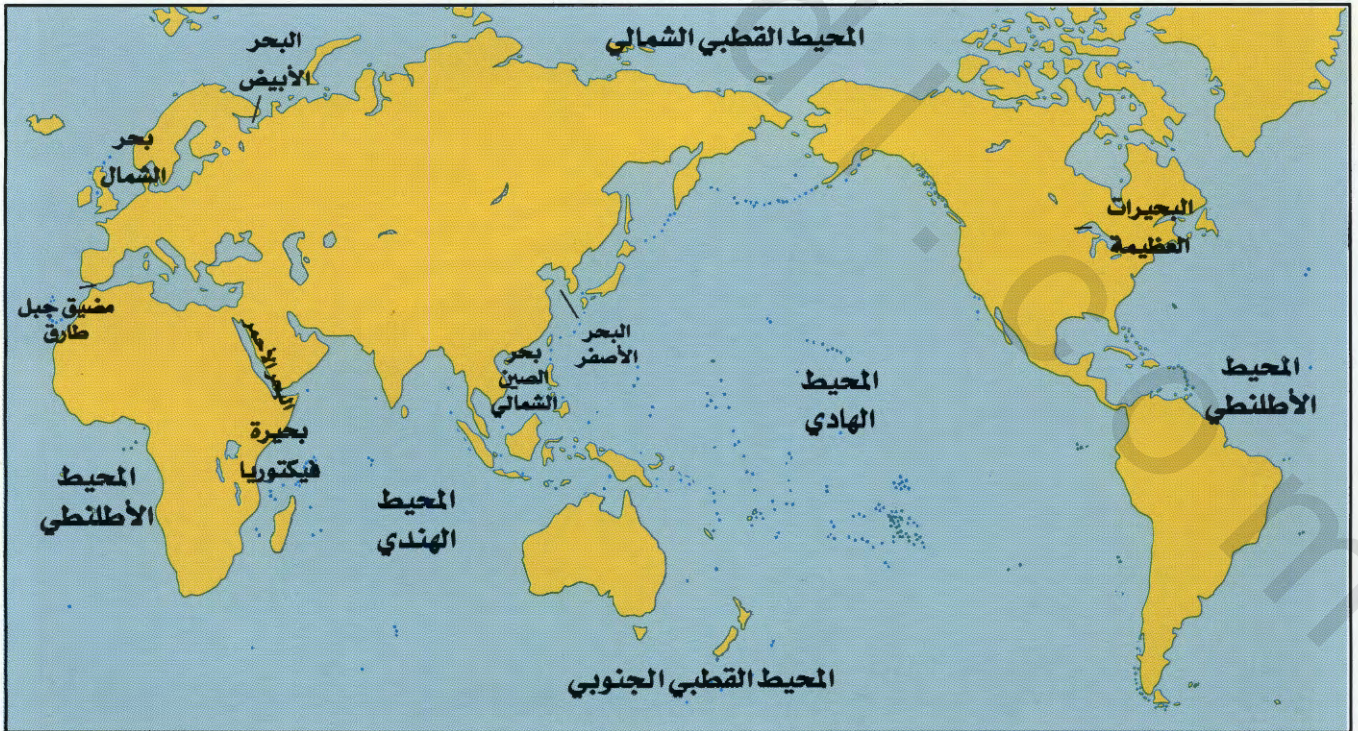 المحيط القطبي الشمالي
البحر
الأبيض
بحر
الشمال
البحيرات
العظيمة
مضيق جبل
طارق
البحر الأحمر
البحر
الأصفر
بحر
الصين
الشمالي
المحيط
الهادي
المحيط
الأطلنطي
بحيرة
فيكتوريا
المحيط
الأطلنطي
المحيط
الهندي
المحيط القطبي الجنوبي